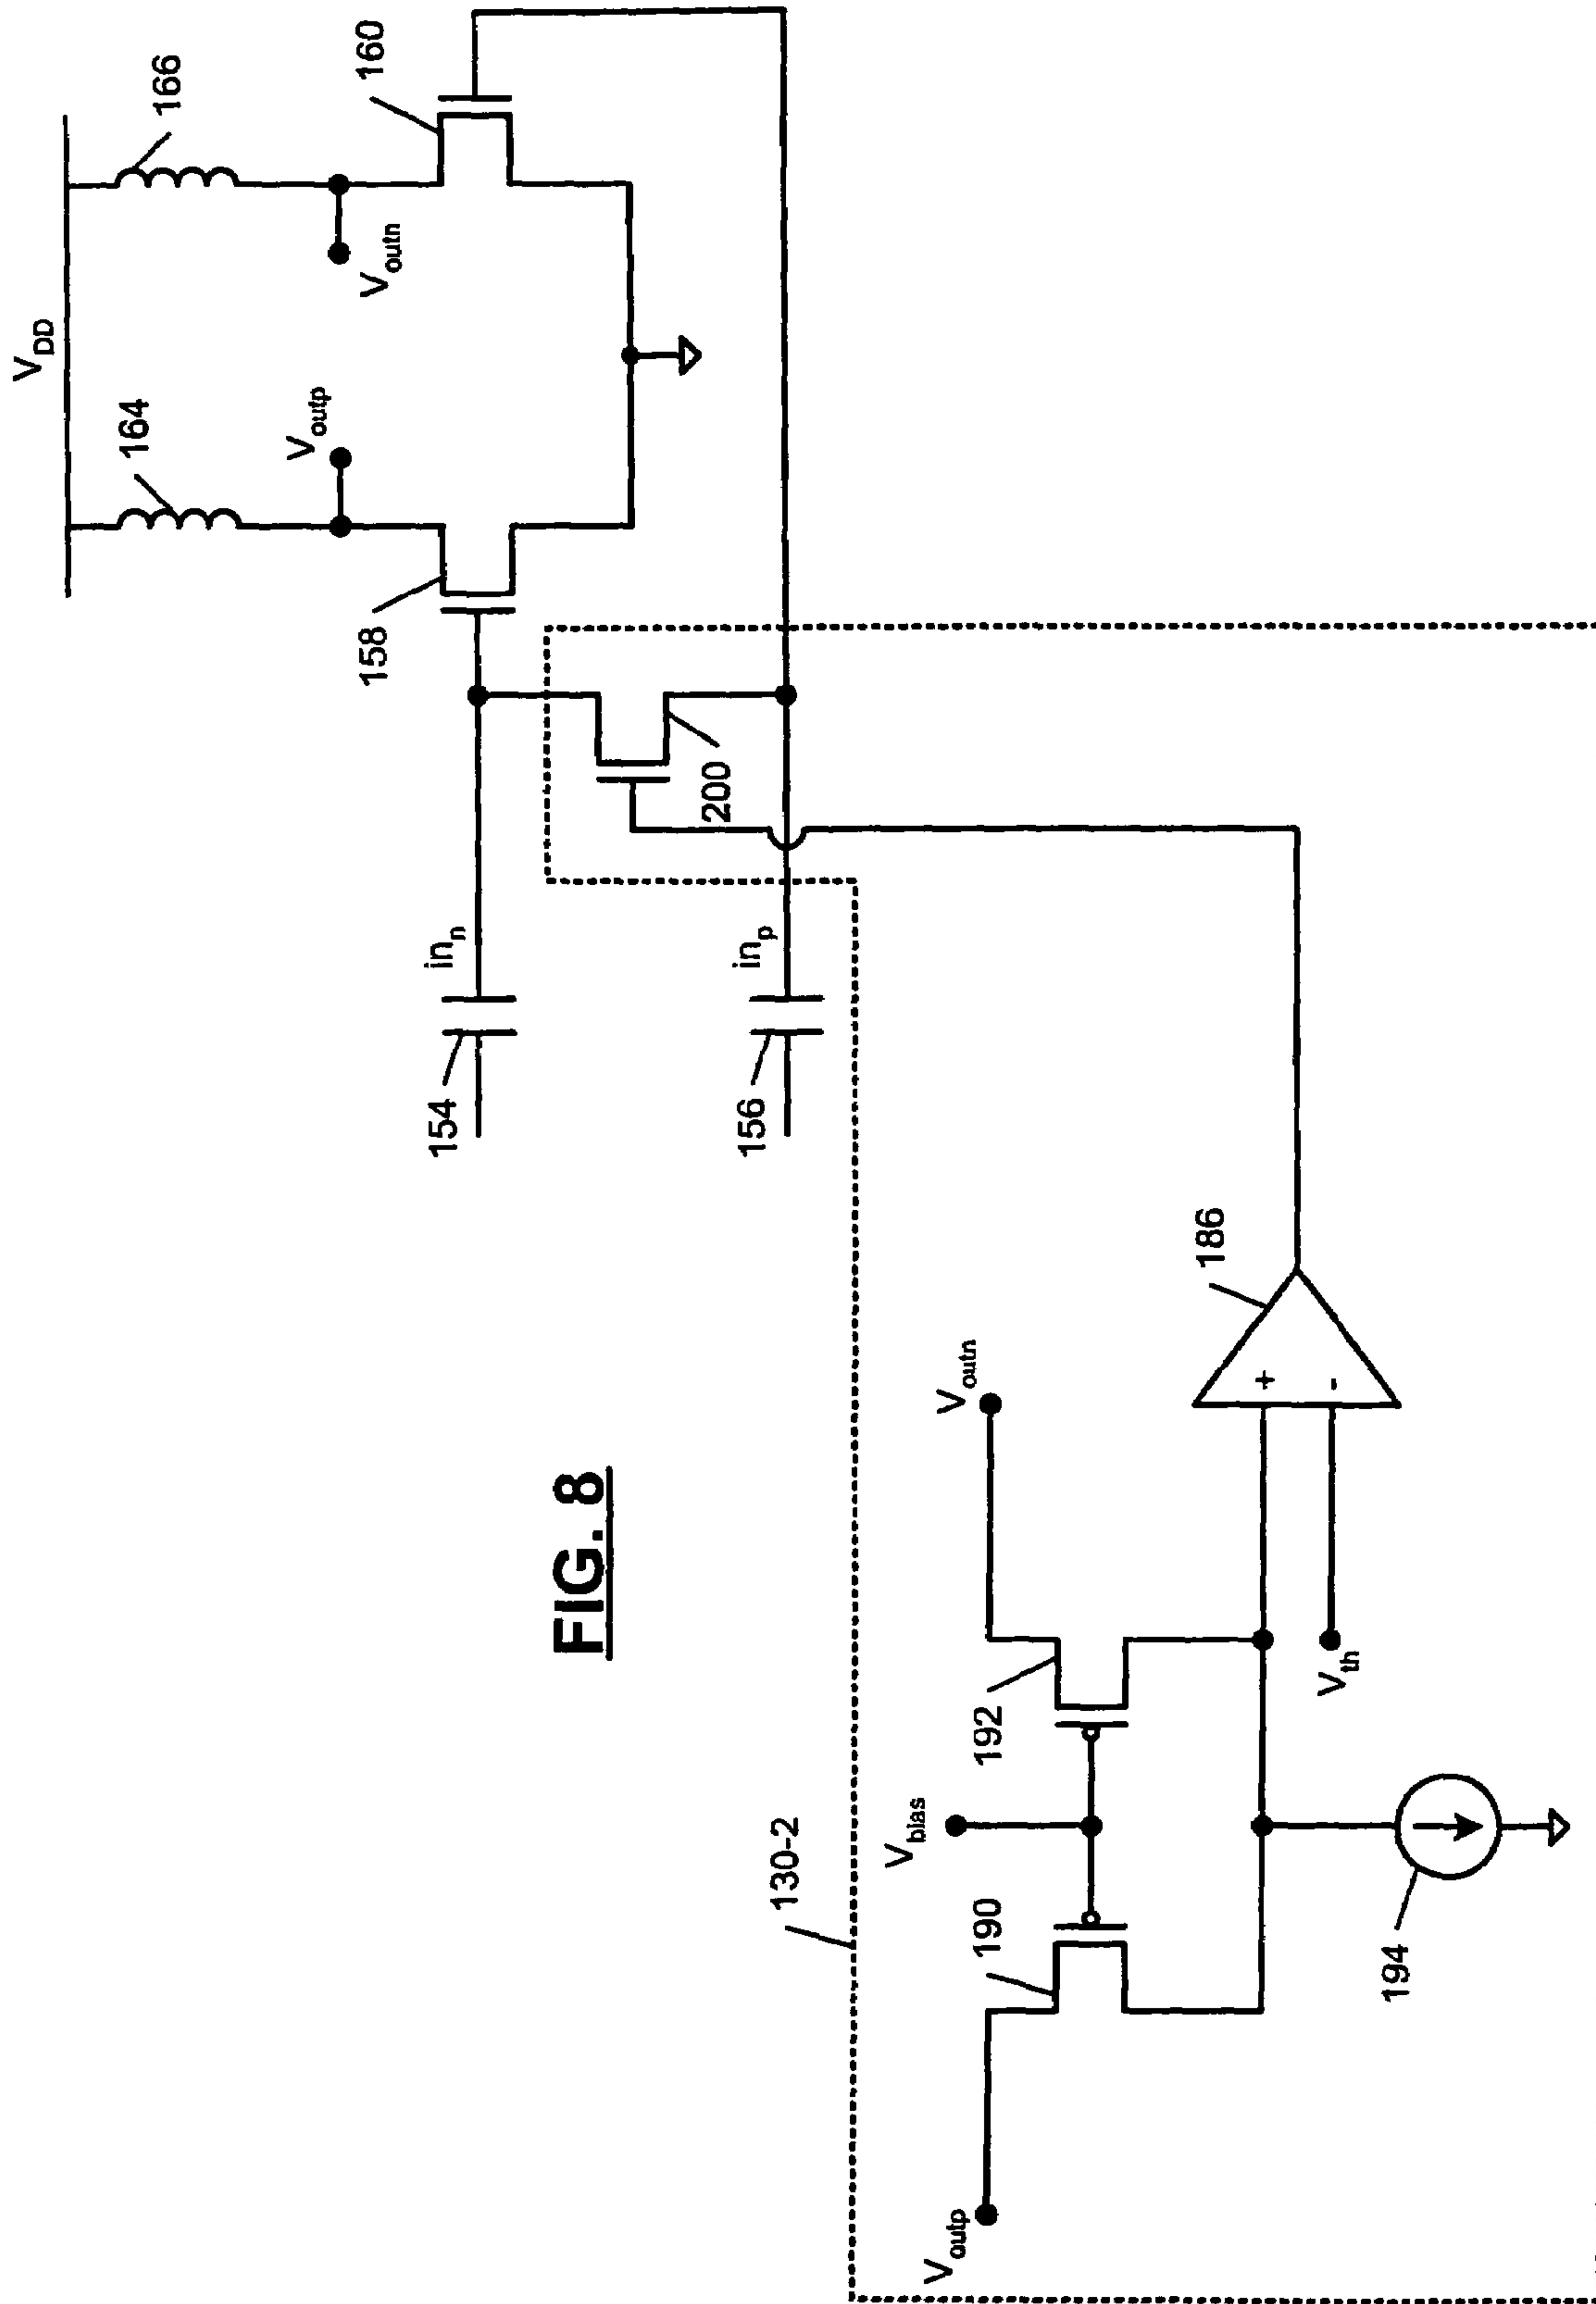 V_DD
164
166
V_outp
V_outn
158
160
in_n
154
200
in_p
156
FIG. 8
130-2
V_outp
V_bias
V_outn
190
192
186
+
-
V_th
194